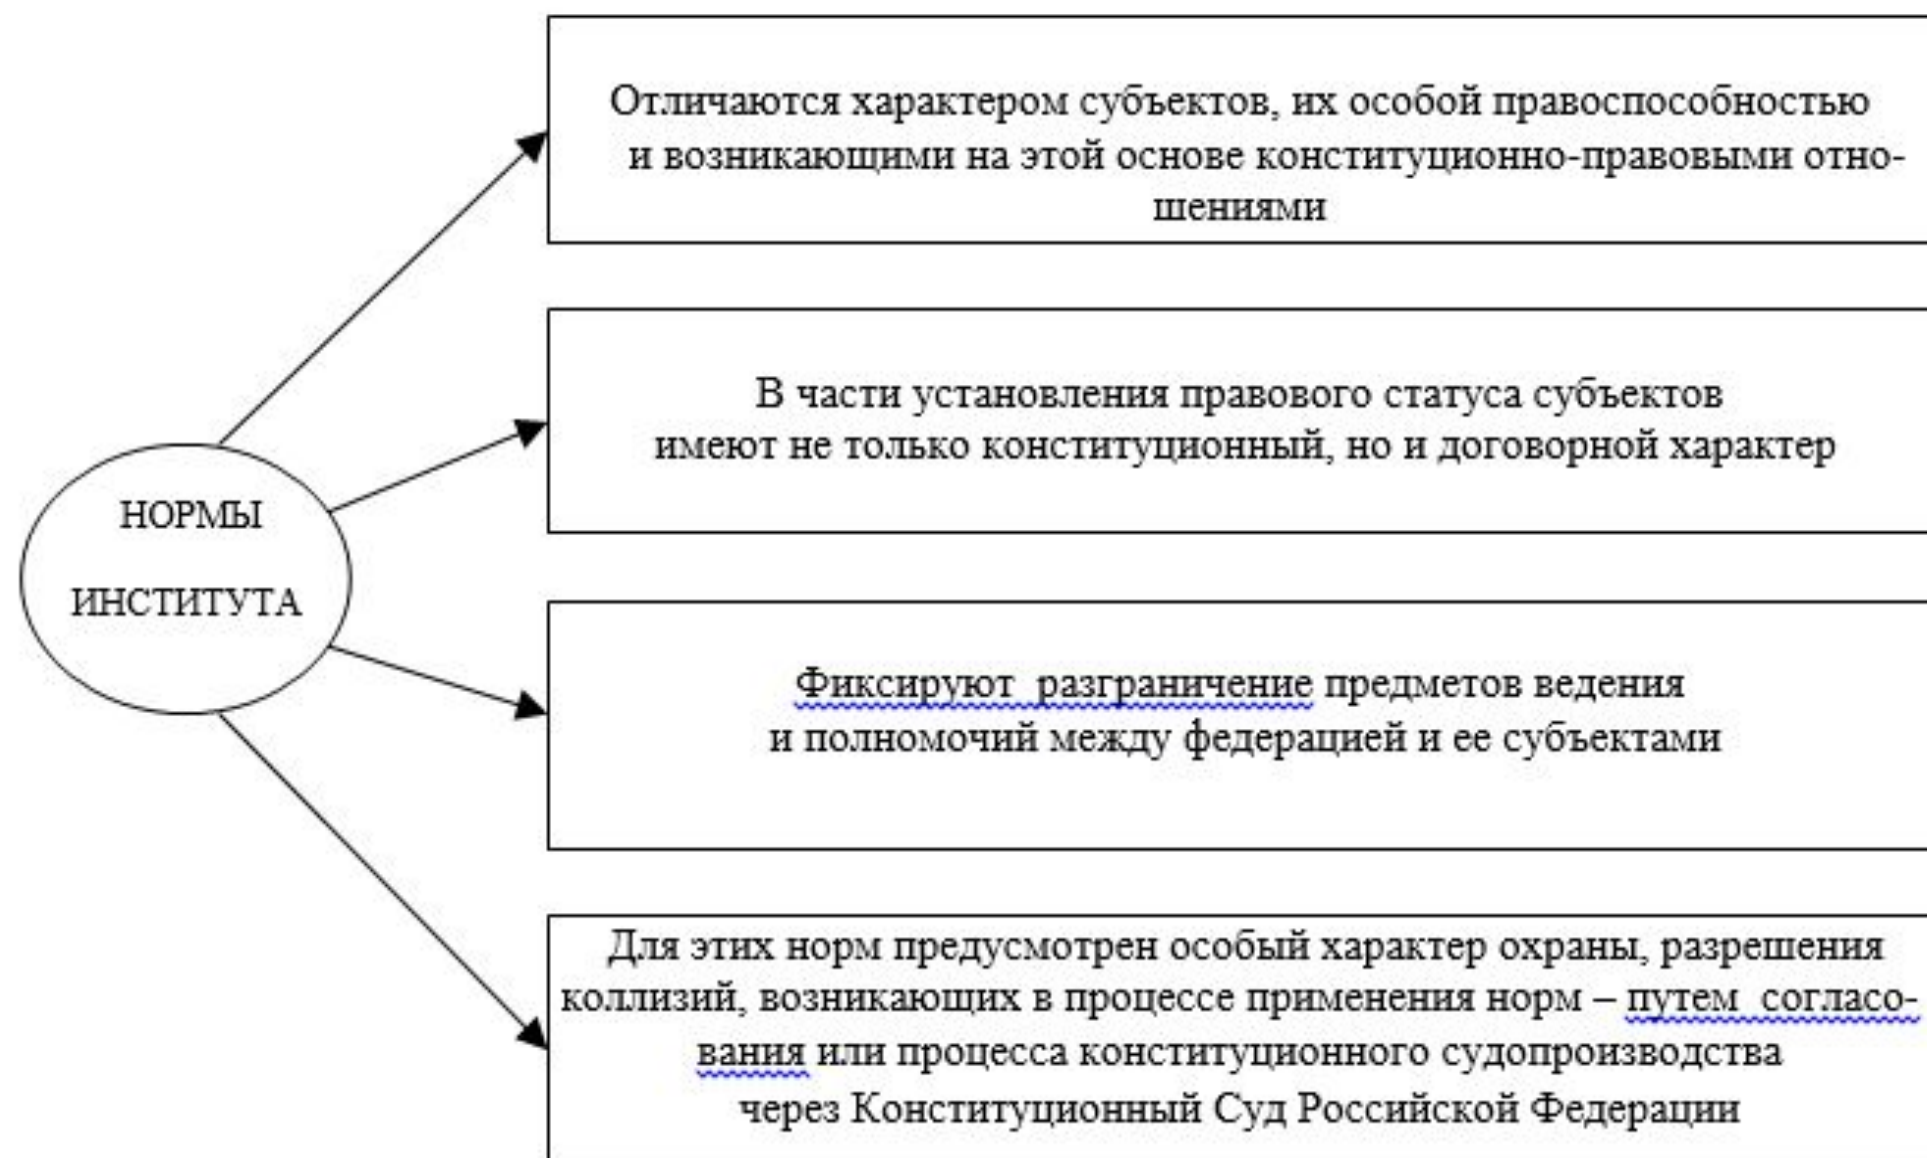 Отличаются характером субъектов, их особой правоспособностью
и возникающими на этой основе конституционно-правовыми отно-
шениями
В части установления правового статуса субъектов
имеют не только конституционный, но и договорной характер
НОРМЫ
ИНСТИТУТА
Фиксируют  разграничение предметов ведения
и полномочий между федерацией и ее субъектами
Для этих норм предусмотрен особый характер охраны, разрешения
коллизий, возникающих в процессе применения норм – путем  согласо-
вания или процесса конституционного судопроизводства
через Конституционный Суд Российской Федерации